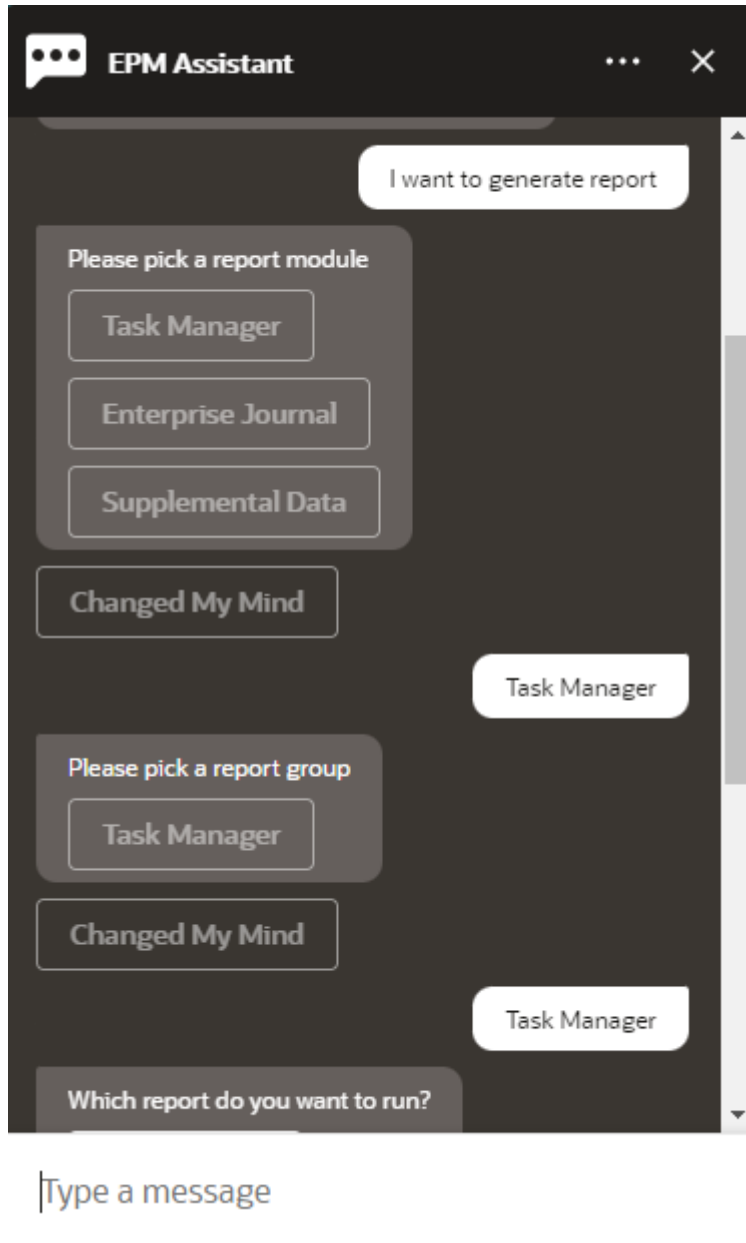 EPM Assistant
I want to generate report
Please pick a report module
Task Manager
Enterprise Journal
Supplemental Data
Changed My Mind
Task Manager
Please pick a report group
Task Manager
Changed My Mind
Task Manager
Which report do you want to run?
Type a message